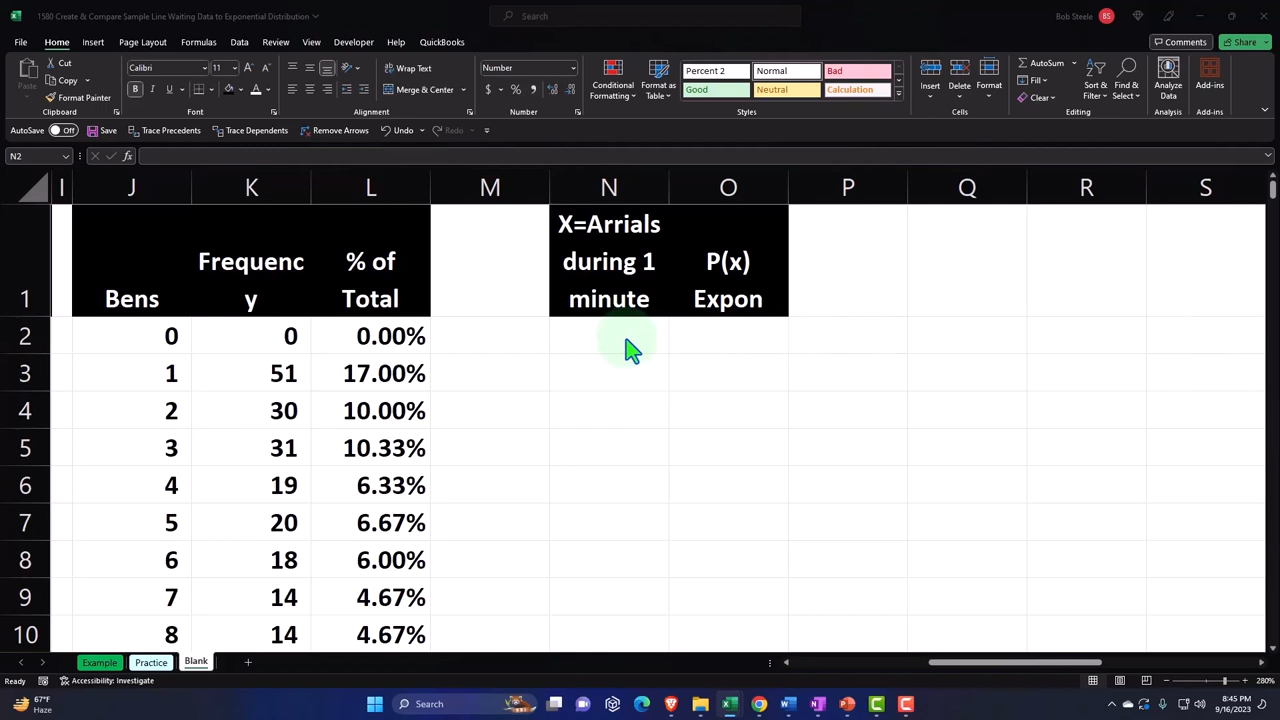 1580 Create & Compare Sample Line Waiting Data to Exponential Distribution
Search
Bob Steele
BS
File
Home
Insert
Page Layout
Formulas
Data
Review
View
Developer
Help
QuickBooks
Comments
Share
Cut
Copy
Format Painter
Clipboard
Calibri
11
Font
Wrap Text
Merge & Center
Alignment
Number
Number
Conditional Formatting
Format as Table
Percent 2
Normal
Bad
Good
Neutral
Calculation
Styles
Insert
Delete
Format
Cells
AutoSum
Fill
Clear
Sort & Filter
Find & Select
Editing
Analyze Data
Analysis
Add-ins
Add-ins
AutoSave
Off
Save
Trace Precedents
Trace Dependents
Remove Arrows
Undo
Redo
N2
fx
I J K L M N O P Q R S
1
Bens
Frequenc
y
% of
Total
X=Arrials
during 1
minute
P(x)
Expon
2 0 0 0.00%
3 1 51 17.00%
4 2 30 10.00%
5 3 31 10.33%
6 4 19 6.33%
7 5 20 6.67%
8 6 18 6.00%
9 7 14 4.67%
10 8 14 4.67%
Example
Practice
Blank
Ready
Accessibility: Investigate
280%
67°F
Haze
Search
8:45 PM
9/16/2023